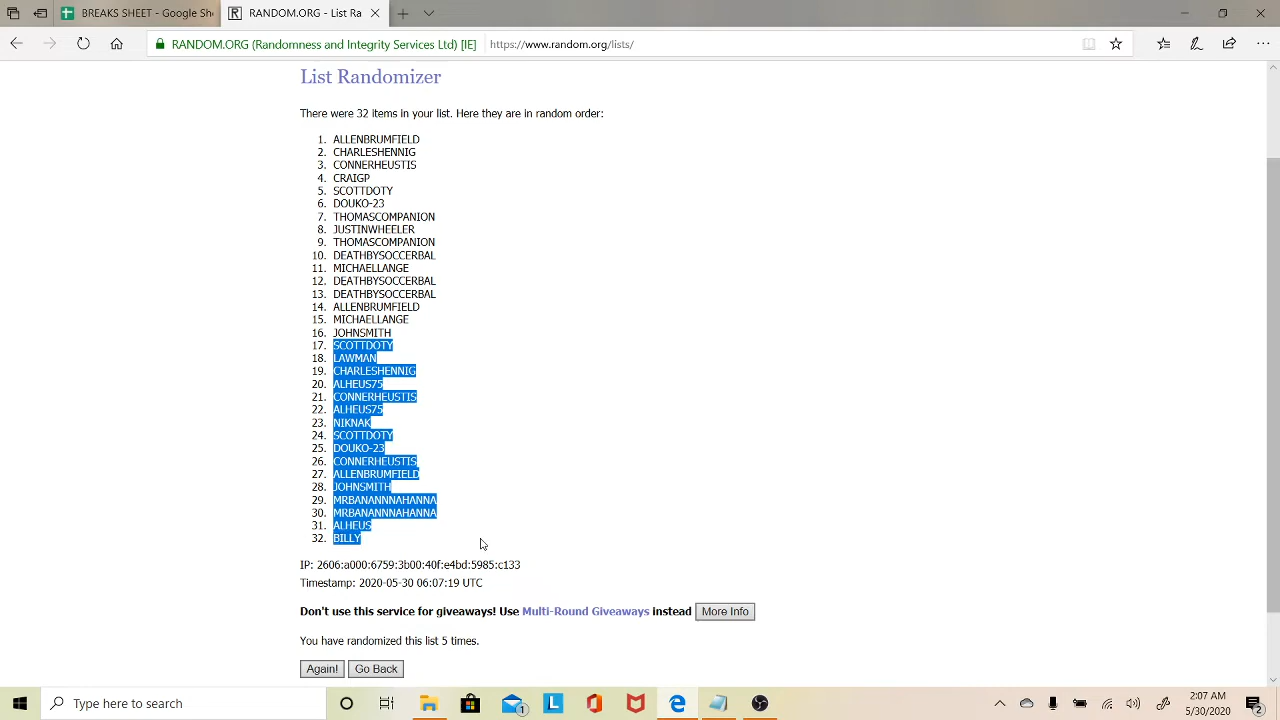 BREAKS SHEET - Google Sh
RANDOM.ORG - List Ra
RANDOM.ORG (Randomness and Integrity Services Ltd) [IE]
https://www.random.org/lists/
List Randomizer
There were 32 items in your list. Here they are in random order:
1. ALLENBRUMFIELD
2. CHARLESHENNIG
3. CONNERHEUSTIS
4. CRAIGP
5. SCOTTDOTY
6. DOUKO-23
7. THOMASCOMPANION
8. JUSTINWHEELER
9. THOMASCOMPANION
10. DEATHBYSOCCERBAL
11. MICHAELLANGE
12. DEATHBYSOCCERBAL
13. DEATHBYSOCCERBAL
14. ALLENBRUMFIELD
15. MICHAELLANGE
16. JOHNSMITH
17. SCOTTDOTY
18. LAWMAN
19. CHARLESHENNIG
20. ALHEUS75
21. CONNERHEUSTIS
22. ALHEUS75
23. NIKNAK
24. SCOTTDOTY
25. DOUKO-23
26. CONNERHEUSTIS
27. ALLENBRUMFIELD
28. JOHNSMITH
29. MRBANANNNAHANNA
30. MRBANANNNAHANNA
31. ALHEUS
32. BILLY
IP: 2606:a000:6759:3b00:40f:e4bd:5985:c133
Timestamp: 2020-05-30 06:07:19 UTC
Don't use this service for giveaways! Use Multi-Round Giveaways instead More Info
You have randomized this list 5 times.
Again! Go Back
Type here to search
1
L
2:07 AM
5/30/2020
2